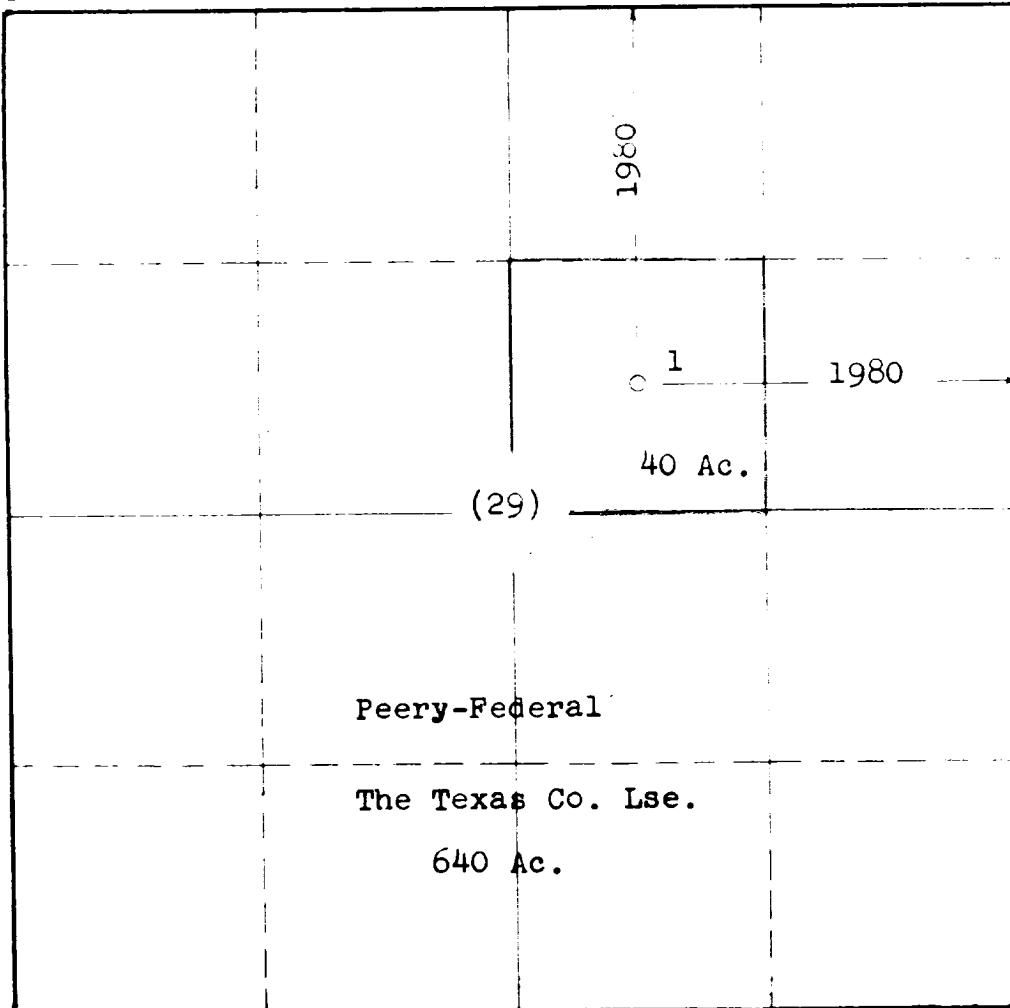 1980
1
1980
40 Ac.
(29)
Peery-Federal
The Texas Co. Lse.
640 Ac.